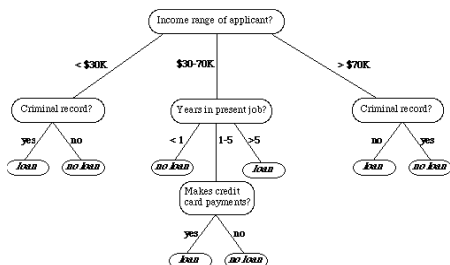 Income range of applicant?
< $30K
$30-70K
> $70K
Criminal record?
Years in present job?
Criminal record?
yes
no
< 1
1-5
>5
no
yes
loan
no loan
no loan
loan
loan
no loan
Makes credit
card payments?
yes
no
loan
no loan